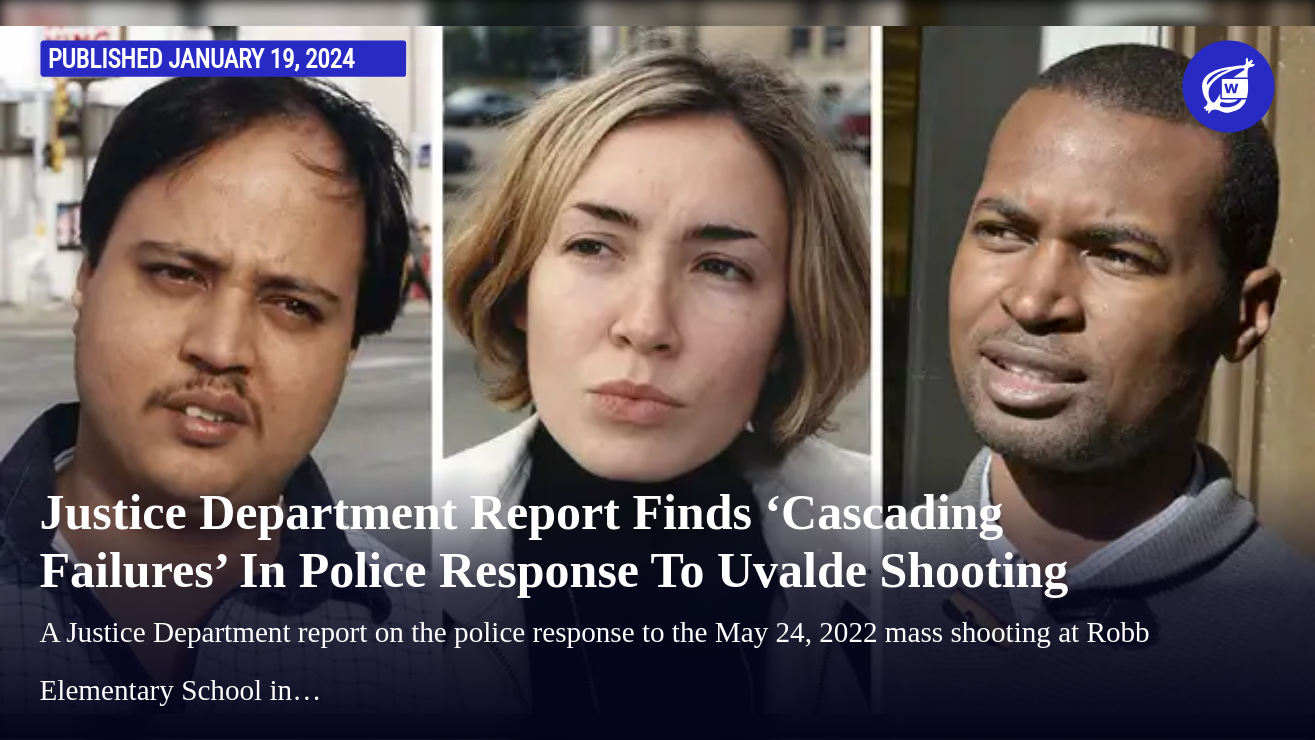 PUBLISHED JANUARY 19, 2024
W
Justice Department Report Finds ‘Cascading
Failures’ In Police Response To Uvalde Shooting
A Justice Department report on the police response to the May 24, 2022 mass shooting at Robb
Elementary School in…